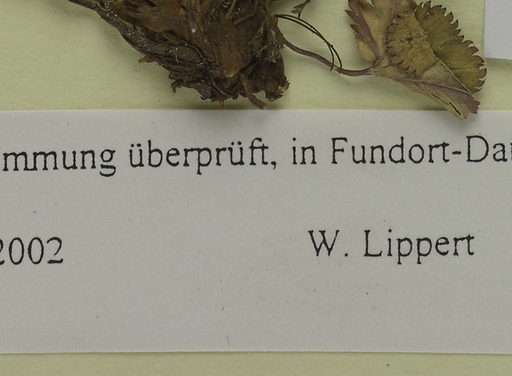 mmung überprüft, in Fundort-Da
2002
W. Lippert